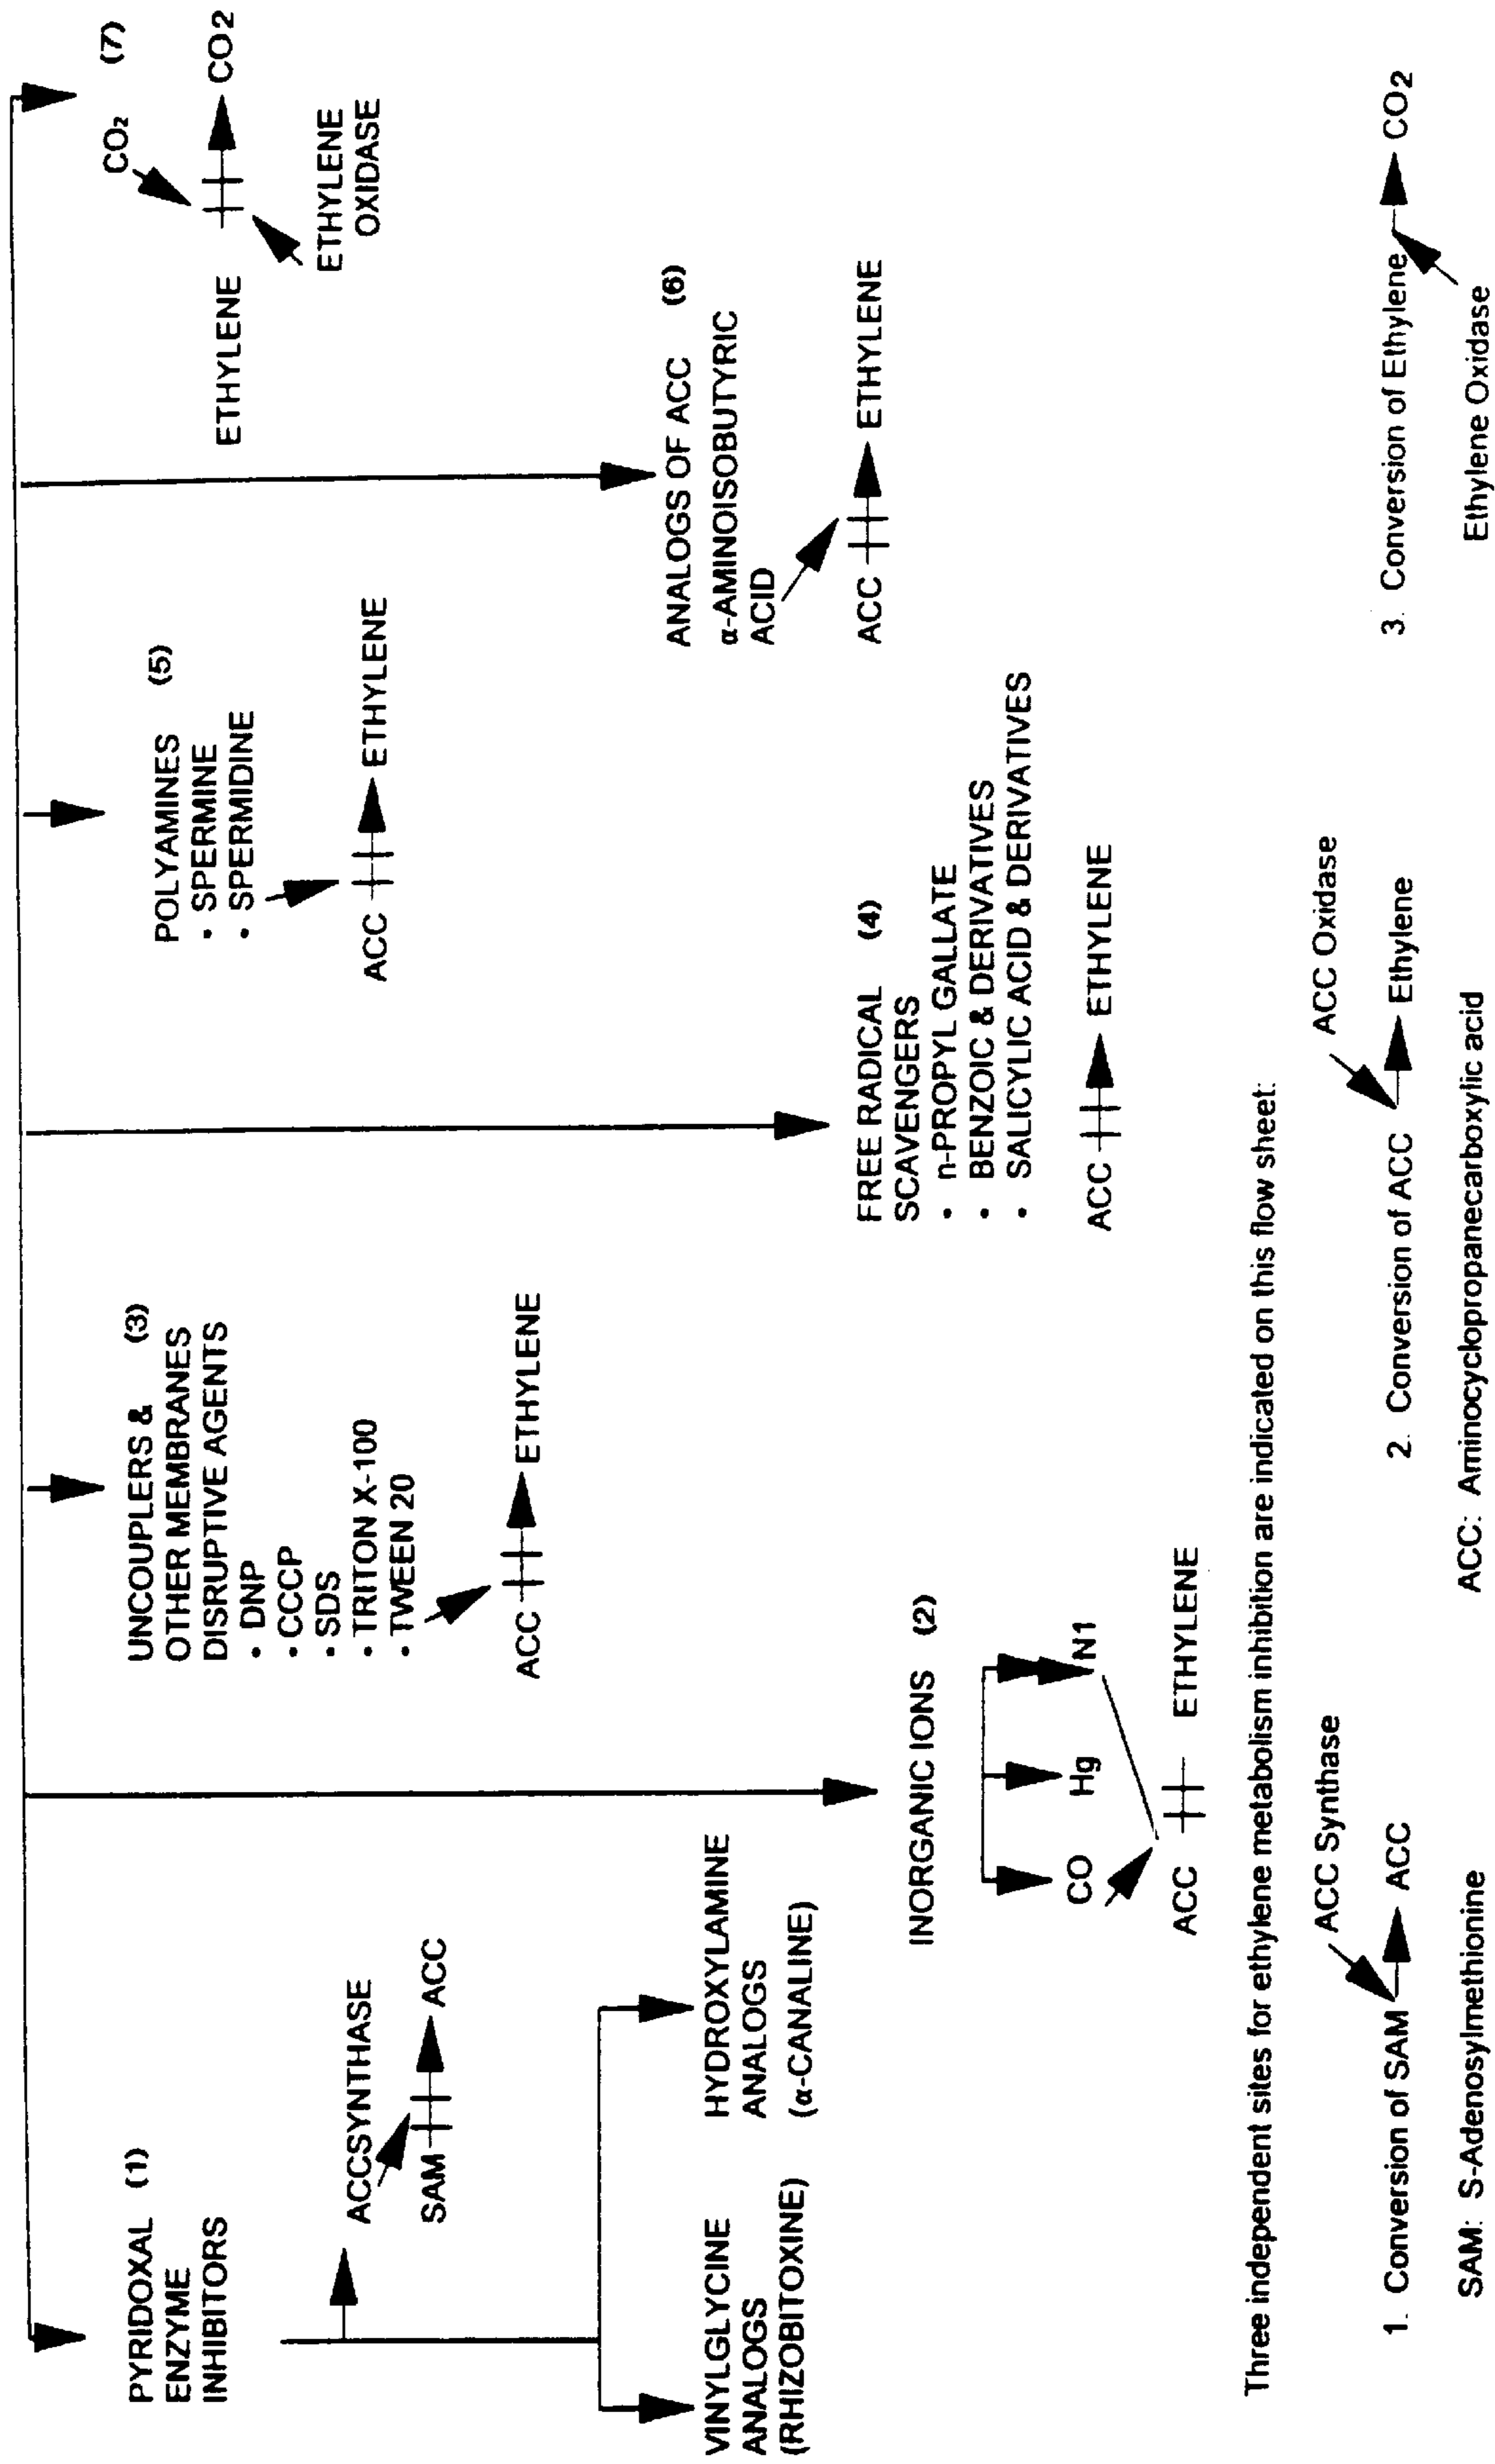 PYRIDOXAL (1)
ENZYME
INHIBITORS
ACCSYNTHASE
SAM ACC
VINYLGLYCINE
ANALOGS
(RHIZOBITOXINE)
HYDROXYLAMINE
ANALOGS
(α-CANALINE)
INORGANIC IONS (2)
CO Hg N1
ACC ETHYLENE
UNCOUPLERS & (3)
OTHER MEMBRANES
DISRUPTIVE AGENTS
• DNP
• CCCP
• SDS
• TRITON X-100
• TWEEN 20
ACC ETHYLENE
FREE RADICAL (4)
SCAVENGERS
• n-PROPYL GALLATE
• BENZOIC & DERIVATIVES
• SALICYLIC ACID & DERIVATIVES
ACC ETHYLENE
POLYAMINES (5)
• SPERMINE
• SPERMIDINE
ACC ETHYLENE
ANALOGS OF ACC (6)
α-AMINOISOBUTYRIC
ACID
ACC ETHYLENE
(7)
CO₂
ETHYLENE CO2
ETHYLENE
OXIDASE
Three independent sites for ethylene metabolism inhibition are indicated on this flow sheet:
ACC Synthase
1. Conversion of SAM ACC
ACC Oxidase
2. Conversion of ACC Ethylene
3. Conversion of Ethylene CO2
Ethylene Oxidase
SAM: S-Adenosylmethionine
ACC: Aminocyclopropanecarboxylic acid